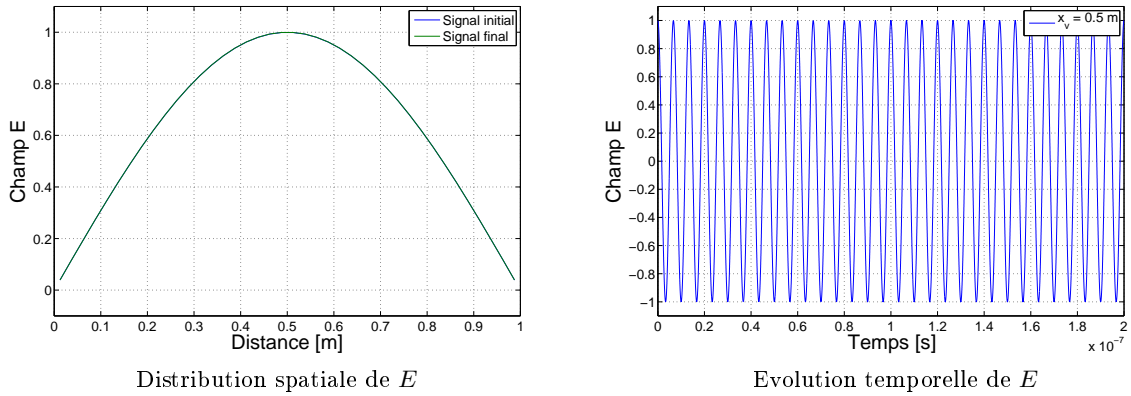 Signal initial
Signal final
Champ E
1
0.8
0.6
0.4
0.2
0
0 0.1 0.2 0.3 0.4 0.5 0.6 0.7 0.8 0.9 1
Distance [m]
Distribution spatiale de E
x_v = 0.5 m
Champ E
1
0.8
0.6
0.4
0.2
0
−0.2
−0.4
−0.6
−0.8
−1
0 0.2 0.4 0.6 0.8 1 1.2 1.4 1.6 1.8 2
Temps [s]
x 10^-7
Evolution temporelle de E